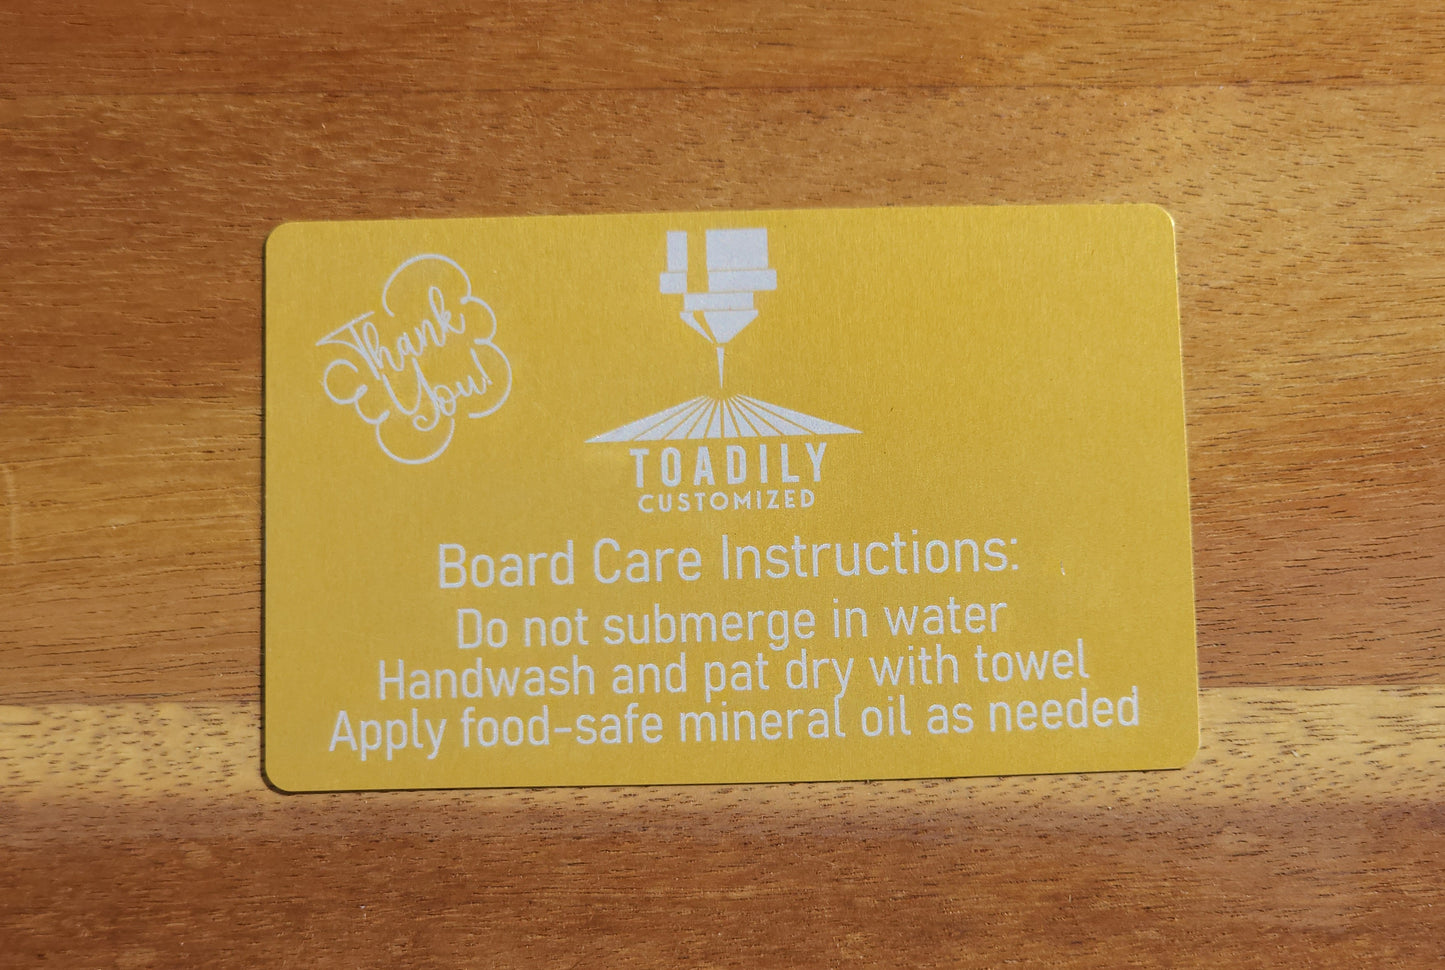 Thank
You!
TOADILY
CUSTOMIZED
Board Care Instructions:
Do not submerge in water
Handwash and pat dry with towel
Apply food-safe mineral oil as needed